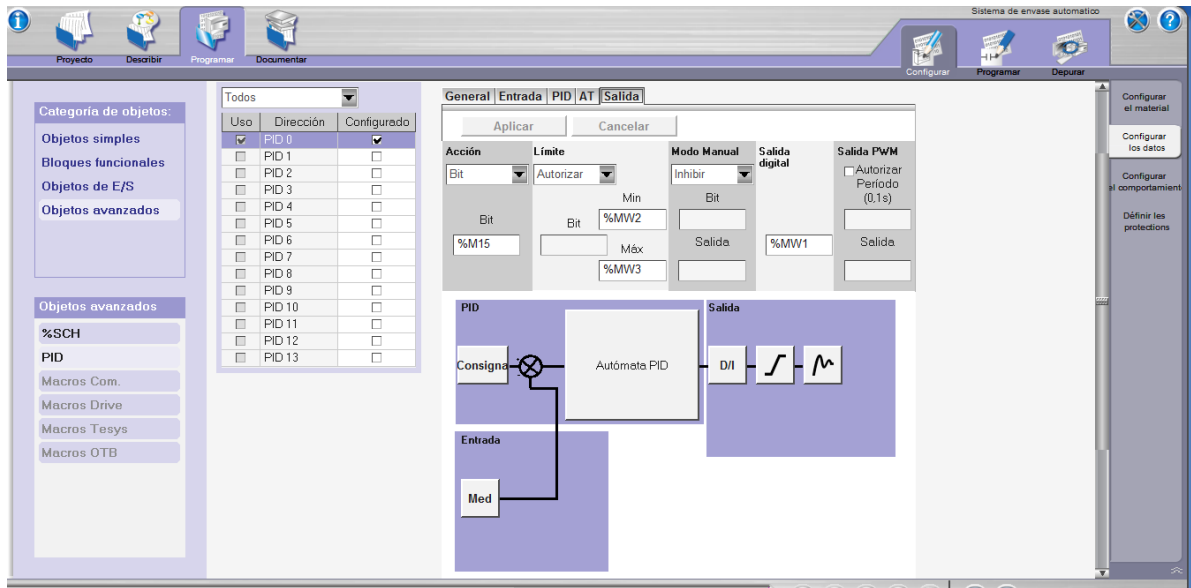 Sistema de envase automatico
Proyecto
Describir
Programar
Documentar
Configurar
Programar
Depurar
Categoría de objetos:
Objetos simples
Bloques funcionales
Objetos de E/S
Objetos avanzados
Objetos avanzados
%SCH
PID
Macros Com.
Macros Drive
Macros Tesys
Macros OTB
Todos
Uso Dirección Configurado
PID 0
PID 1
PID 2
PID 3
PID 4
PID 5
PID 6
PID 7
PID 8
PID 9
PID 10
PID 11
PID 12
PID 13
General Entrada PID AT Salida
Aplicar Cancelar
Acción
Bit
Bit
%M15
Límite
Autorizar
Min
Bit
%MW2
Máx
%MW3
Modo Manual
Inhibir
Bit
Salida
Salida
digital
%MW1
Salida PWM
Autorizar
Período
(0,1s)
Salida
PID
Consigna
Autómata PID
Salida
D/I
Entrada
Med
Configurar
el material
Configurar
los datos
Configurar
el comportamient
Définir les
protections